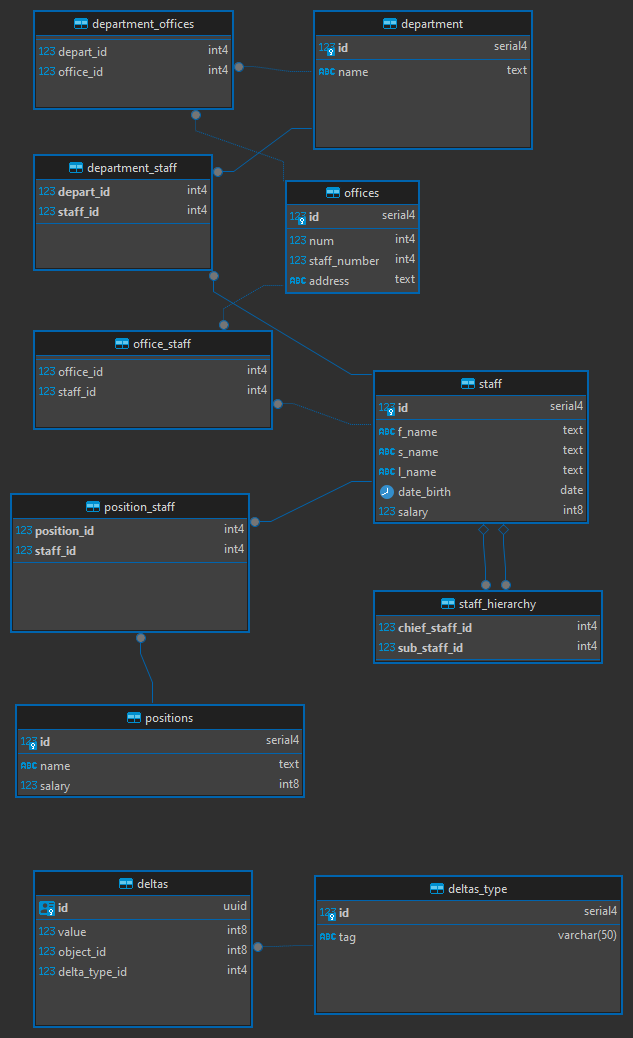 department_offices
123 depart_id int4
123 office_id int4
department
123 id serial4
ABC name text
department_staff
123 depart_id int4
123 staff_id int4
offices
123 id serial4
123 num int4
123 staff_number int4
ABC address text
office_staff
123 office_id int4
123 staff_id int4
staff
123 id serial4
ABC f_name text
ABC s_name text
ABC l_name text
date_birth date
123 salary int8
position_staff
123 position_id int4
123 staff_id int4
staff_hierarchy
123 chief_staff_id int4
123 sub_staff_id int4
positions
123 id serial4
ABC name text
123 salary int8
deltas
id uuid
123 value int8
123 object_id int8
123 delta_type_id int4
deltas_type
123 id serial4
ABC tag varchar(50)